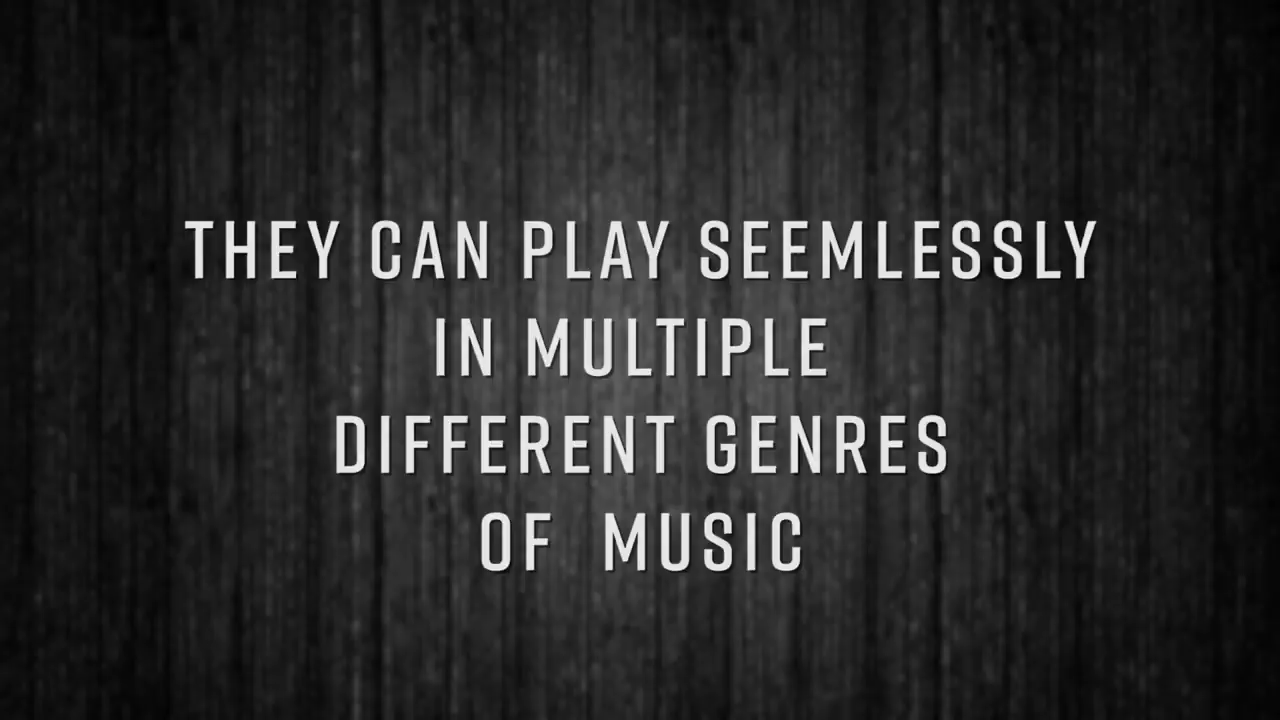 THEY CAN PLAY SEEMLESSLY
IN MULTIPLE
DIFFERENT GENRES
OF MUSIC